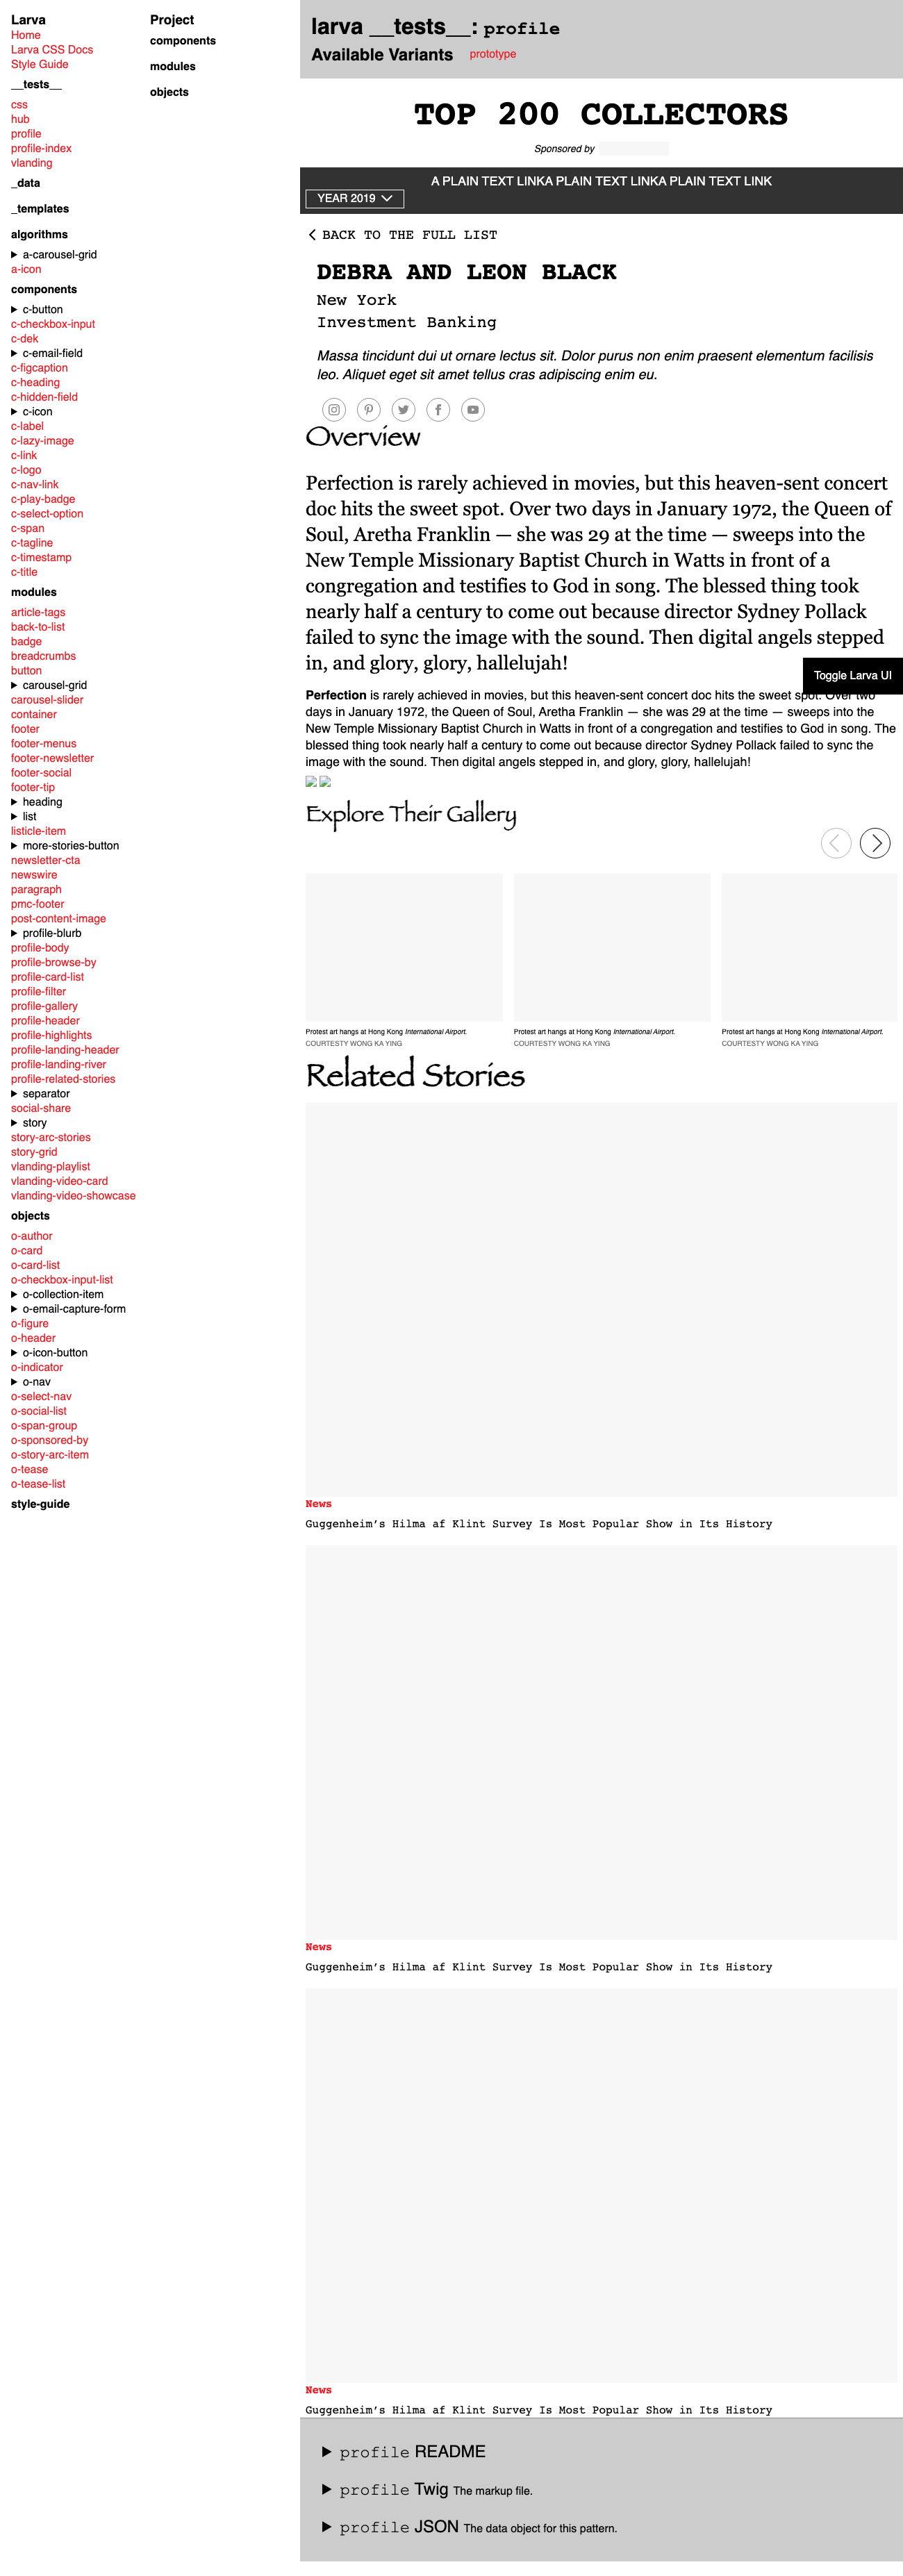 Larva
Home
Larva CSS Docs
Style Guide
__tests__
css
hub
profile
profile-index
vlanding
_data
_templates
algorithms
a-carousel-grid
a-icon
components
c-button
c-checkbox-input
c-dek
c-email-field
c-figcaption
c-heading
c-hidden-field
c-icon
c-label
c-lazy-image
c-link
c-logo
c-nav-link
c-play-badge
c-select-option
c-span
c-tagline
c-timestamp
c-title
modules
article-tags
back-to-list
badge
breadcrumbs
button
carousel-grid
carousel-slider
container
footer
footer-menus
footer-newsletter
footer-social
footer-tip
heading
list
listicle-item
more-stories-button
newsletter-cta
newswire
paragraph
pmc-footer
post-content-image
profile-blurb
profile-body
profile-browse-by
profile-card-list
profile-filter
profile-gallery
profile-header
profile-highlights
profile-landing-header
profile-landing-river
profile-related-stories
separator
social-share
story
story-arc-stories
story-grid
vlanding-playlist
vlanding-video-card
vlanding-video-showcase
objects
o-author
o-card
o-card-list
o-checkbox-input-list
o-collection-item
o-email-capture-form
o-figure
o-header
o-icon-button
o-indicator
o-nav
o-select-nav
o-social-list
o-span-group
o-sponsored-by
o-story-arc-item
o-tease
o-tease-list
style-guide
Project
components
modules
objects
larva __tests__: profile
Available Variants prototype
TOP 200 COLLECTORS
Sponsored by
A PLAIN TEXT LINKA PLAIN TEXT LINKA PLAIN TEXT LINK
YEAR 2019
BACK TO THE FULL LIST
DEBRA AND LEON BLACK
New York
Investment Banking
Massa tincidunt dui ut ornare lectus sit. Dolor purus non enim praesent elementum facilisis
leo. Aliquet eget sit amet tellus cras adipiscing enim eu.
Overview
Perfection is rarely achieved in movies, but this heaven-sent concert
doc hits the sweet spot. Over two days in January 1972, the Queen of
Soul, Aretha Franklin — she was 29 at the time — sweeps into the
New Temple Missionary Baptist Church in Watts in front of a
congregation and testifies to God in song. The blessed thing took
nearly half a century to come out because director Sydney Pollack
failed to sync the image with the sound. Then digital angels stepped
in, and glory, glory, hallelujah!
Toggle Larva UI
Perfection is rarely achieved in movies, but this heaven-sent concert doc hits the sweet spot. Over two
days in January 1972, the Queen of Soul, Aretha Franklin — she was 29 at the time — sweeps into the
New Temple Missionary Baptist Church in Watts in front of a congregation and testifies to God in song. The
blessed thing took nearly half a century to come out because director Sydney Pollack failed to sync the
image with the sound. Then digital angels stepped in, and glory, glory, hallelujah!
Explore Their Gallery
Protest art hangs at Hong Kong International Airport.
COURTESTY WONG KA YING
Protest art hangs at Hong Kong International Airport.
COURTESTY WONG KA YING
Protest art hangs at Hong Kong International Airport.
COURTESTY WONG KA YING
Related Stories
News
Guggenheim’s Hilma af Klint Survey Is Most Popular Show in Its History
News
Guggenheim’s Hilma af Klint Survey Is Most Popular Show in Its History
News
Guggenheim’s Hilma af Klint Survey Is Most Popular Show in Its History
profile README
profile Twig The markup file.
profile JSON The data object for this pattern.